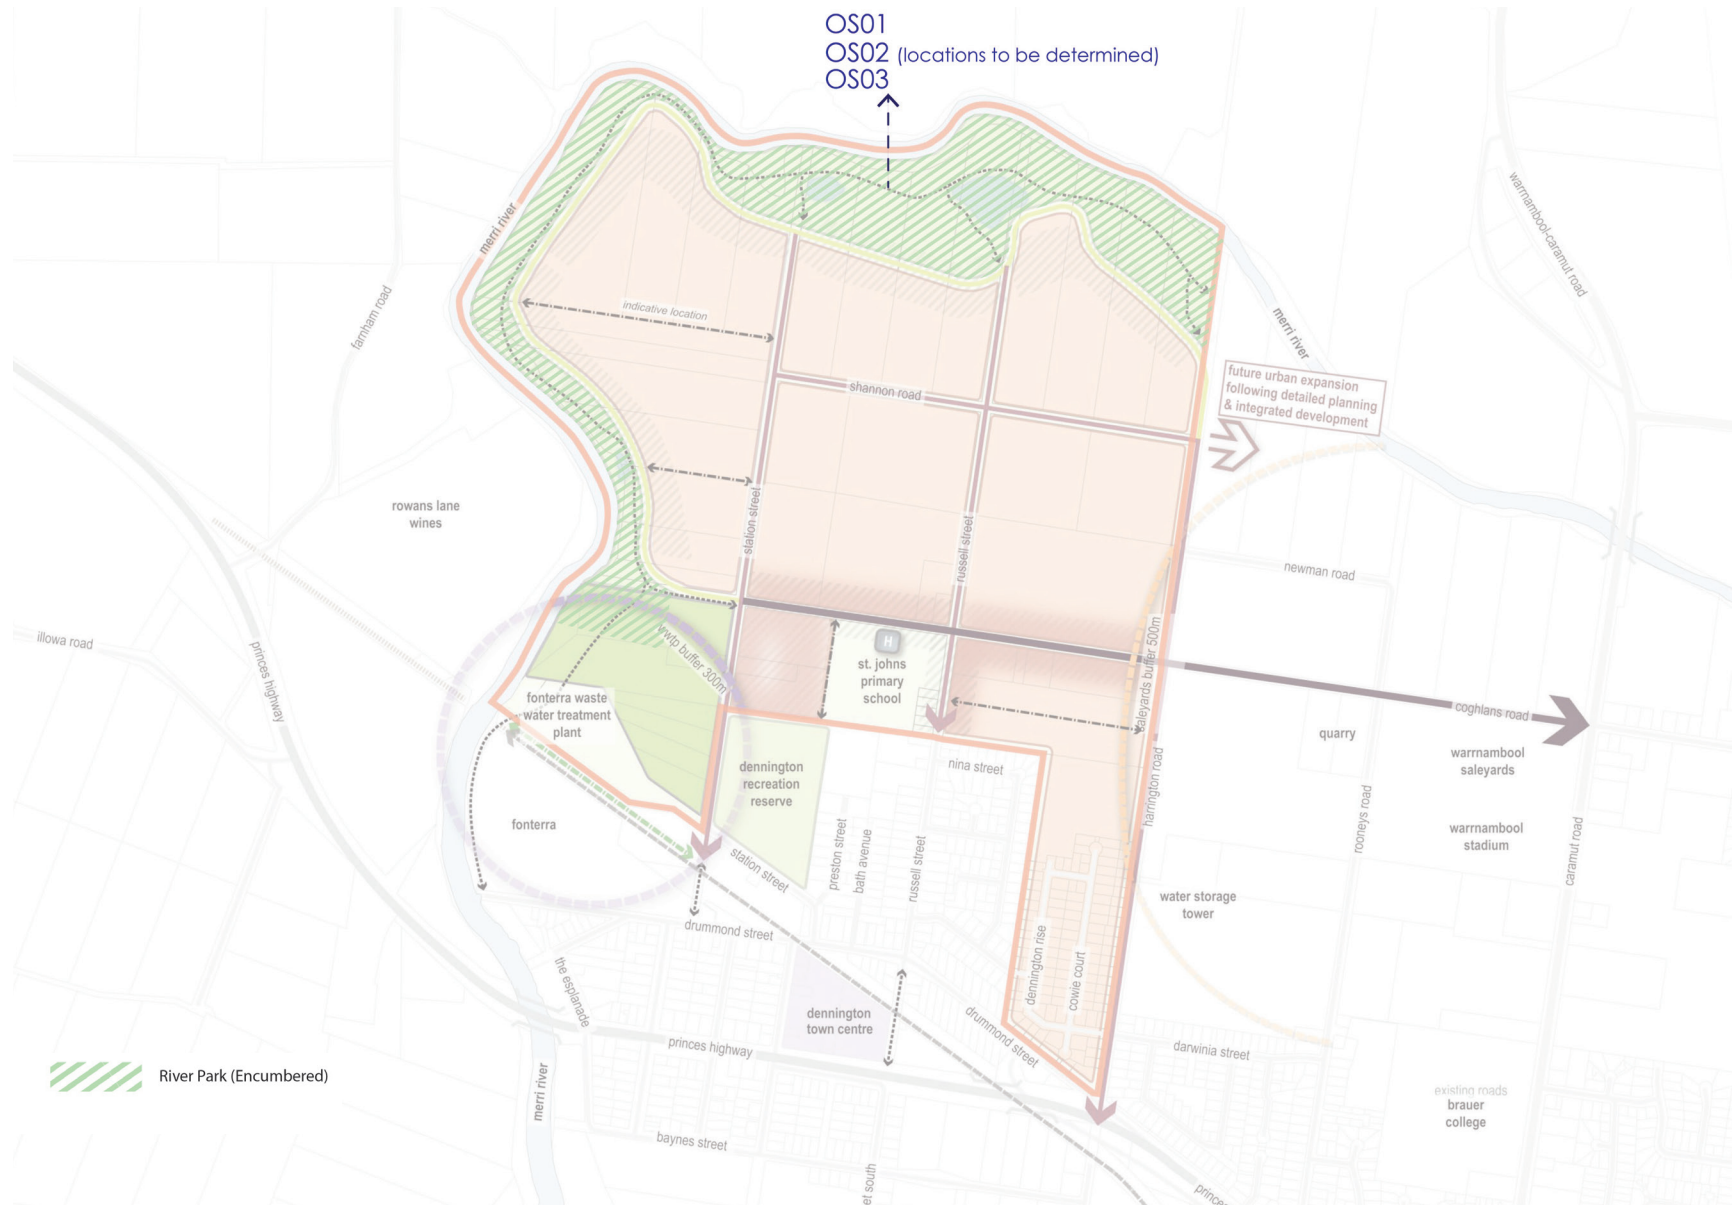 OS01
OS02 (locations to be determined)
OS03
merri river
farnham road
indicative location
shannon road
warrnambool-caramut road
merri river
future urban expansion
following detailed planning
& integrated development
rowans lane
wines
station street
russell street
newman road
illowa road
princes highway
wwtp buffer 300m
H
st. johns
primary
school
saleyards buffer 500m
fonterra waste
water treatment
plant
coghlans road
quarry
warrnambool
saleyards
nina street
dennington
recreation
reserve
harrington road
rooneys road
fonterra
warrnambool
stadium
caramut road
preston street
bath avenue
russell street
station street
water storage
tower
drummond street
the esplanade
dennington rise
cowie court
dennington
town centre
drummond street
princes highway
darwinia street
River Park (Encumbered)
merri river
existing roads
brauer
college
baynes street
et south
princes